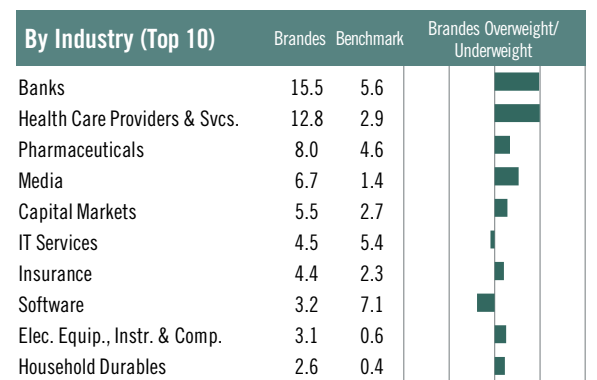 By Industry (Top 10) Brandes Benchmark Brandes Overweight/
Underweight
Banks 15.5 5.6
Health Care Providers & Svcs. 12.8 2.9
Pharmaceuticals 8.0 4.6
Media 6.7 1.4
Capital Markets 5.5 2.7
IT Services 4.5 5.4
Insurance 4.4 2.3
Software 3.2 7.1
Elec. Equip., Instr. & Comp. 3.1 0.6
Household Durables 2.6 0.4